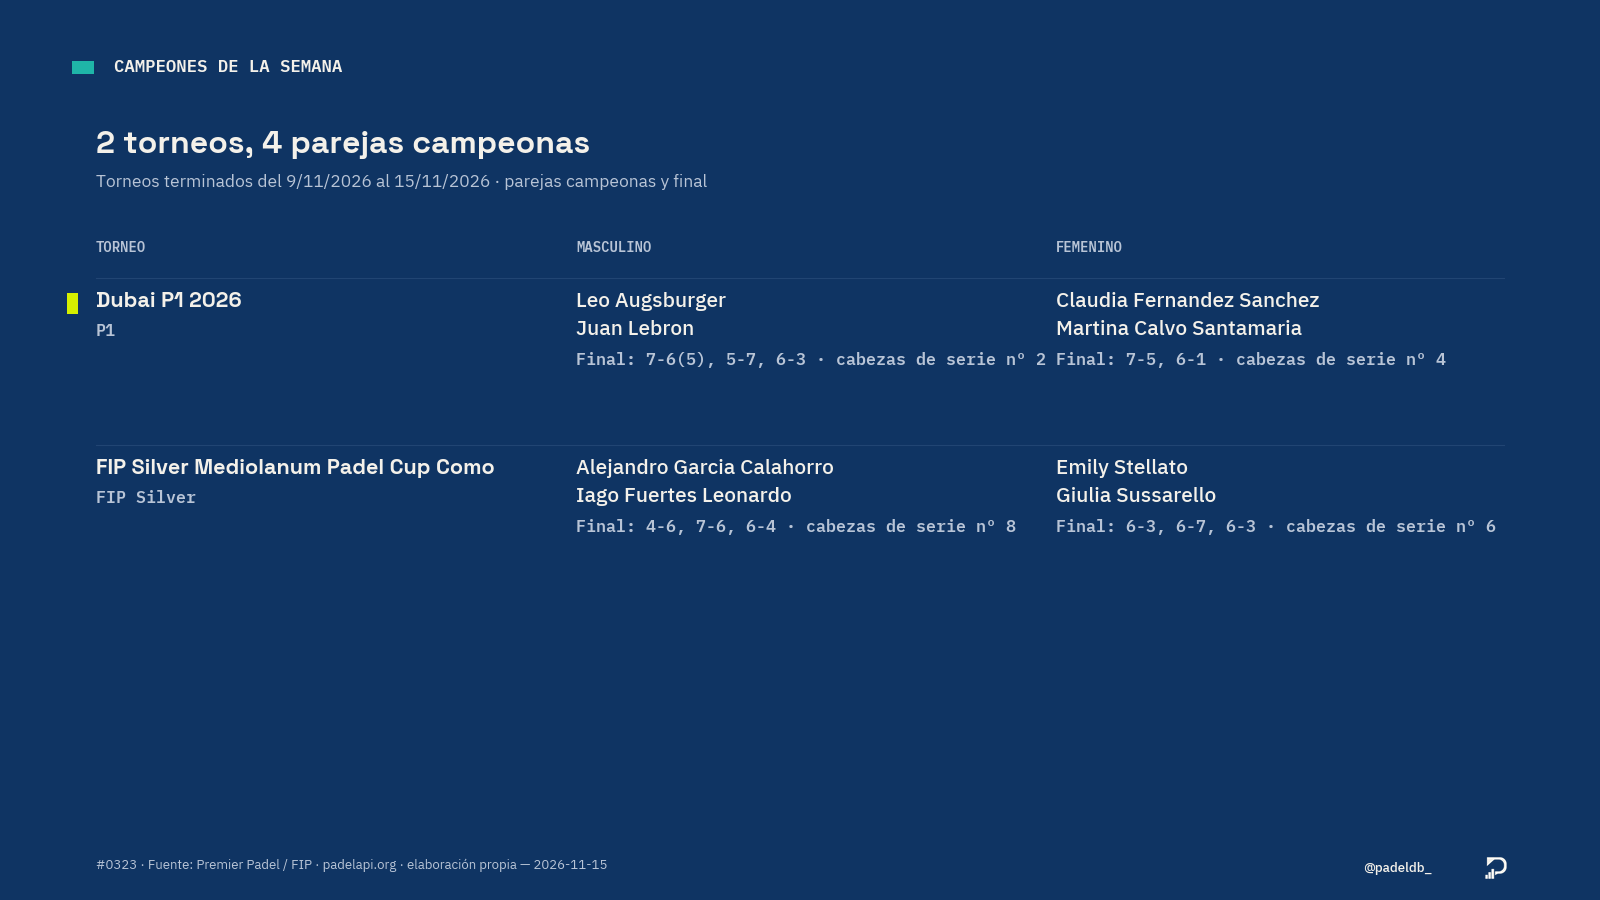 CAMPEONES DE LA SEMANA
2 torneos, 4 parejas campeonas
Torneos terminados del 9/11/2026 al 15/11/2026 · parejas campeonas y final
TORNEO MASCULINO FEMENINO
Dubai P1 2026 Leo Augsburger Claudia Fernandez Sanchez
P1 Juan Lebron Martina Calvo Santamaria
Final: 7-6(5), 5-7, 6-3 · cabezas de serie nº 2 Final: 7-5, 6-1 · cabezas de serie nº 4
FIP Silver Mediolanum Padel Cup Como Alejandro Garcia Calahorro Emily Stellato
FIP Silver Iago Fuertes Leonardo Giulia Sussarello
Final: 4-6, 7-6, 6-4 · cabezas de serie nº 8 Final: 6-3, 6-7, 6-3 · cabezas de serie nº 6
#0323 · Fuente: Premier Padel / FIP · padelapi.org · elaboración propia — 2026-11-15 @padeldb_